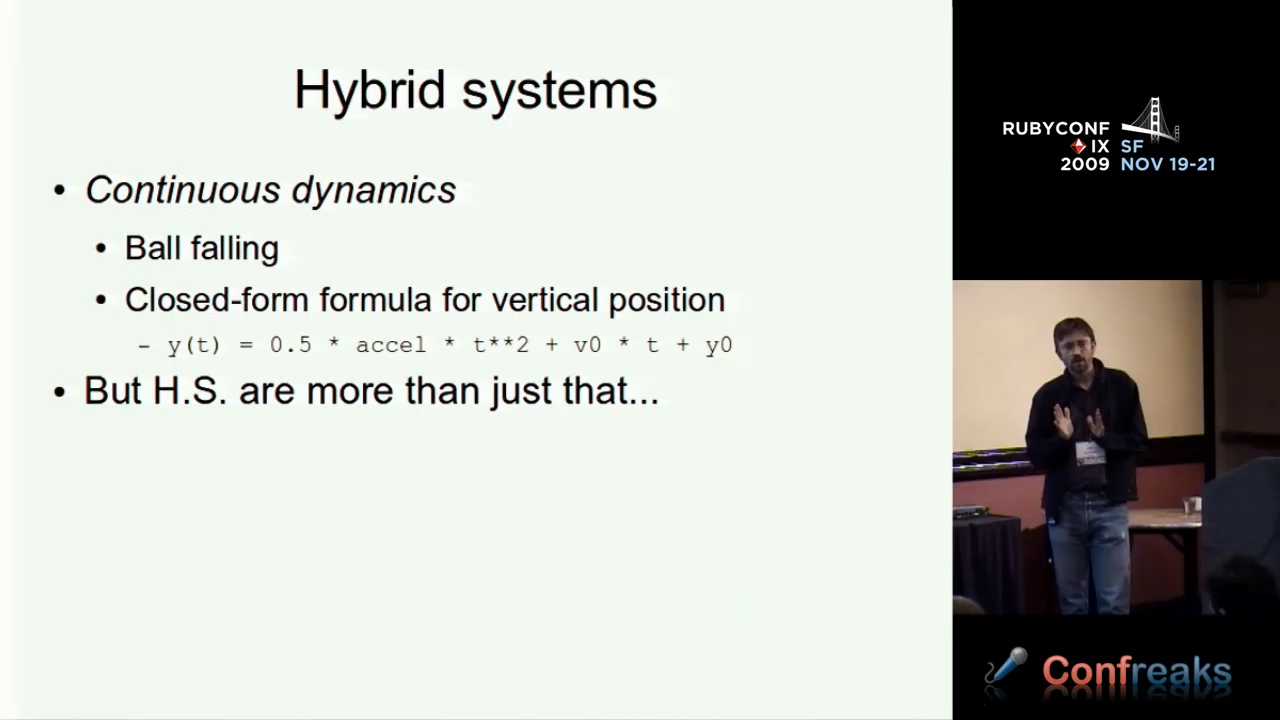 Hybrid systems
• Continuous dynamics
• Ball falling
• Closed-form formula for vertical position
– y(t) = 0.5 * accel * t**2 + v0 * t + y0
• But H.S. are more than just that...
RUBYCONF
IX
2009
SF
NOV 19-21
Confreaks